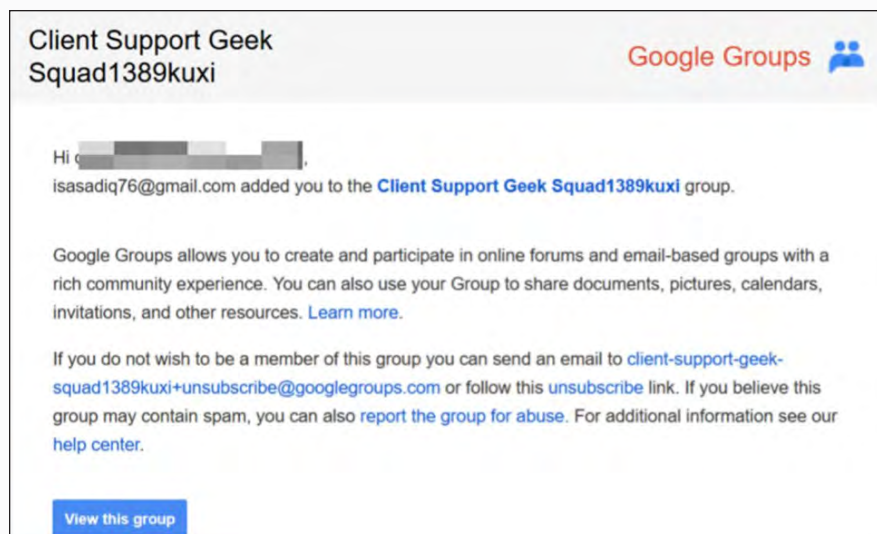 Client Support Geek
Squad1389kuxi
Google Groups
Hi
isasadiq76@gmail.com added you to the Client Support Geek Squad1389kuxi group.
Google Groups allows you to create and participate in online forums and email-based groups with a
rich community experience. You can also use your Group to share documents, pictures, calendars,
invitations, and other resources. Learn more.
If you do not wish to be a member of this group you can send an email to client-support-geek-
squad1389kuxi+unsubscribe@googlegroups.com or follow this unsubscribe link. If you believe this
group may contain spam, you can also report the group for abuse. For additional information see our
help center.
View this group